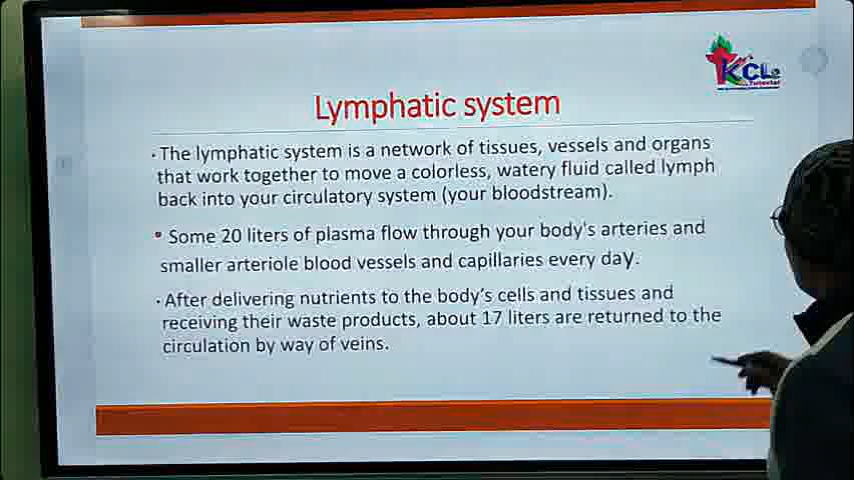 KCL
Tutorial
Lymphatic system
• The lymphatic system is a network of tissues, vessels and organs
that work together to move a colorless, watery fluid called lymph
back into your circulatory system (your bloodstream).
• Some 20 liters of plasma flow through your body's arteries and
smaller arteriole blood vessels and capillaries every day.
• After delivering nutrients to the body's cells and tissues and
receiving their waste products, about 17 liters are returned to the
circulation by way of veins.